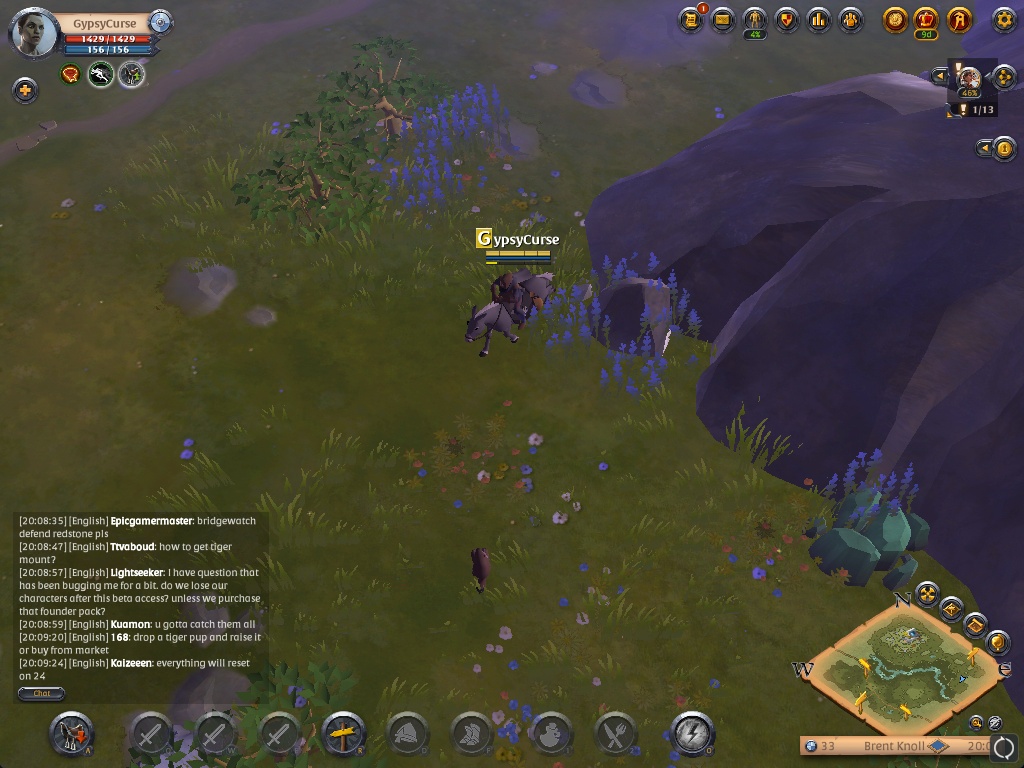 GypsyCurse
1429 / 1429
156 / 156
1
4%
9d
46%
1/13
1
GypsyCurse
[20:08:35] [English] Epicgamermaster: bridgewatch
defend redstone pls
[20:08:47] [English] Ttvaboud: how to get tiger
mount?
[20:08:57] [English] Lightseeker: I have question that
has been bugging me for a bit. do we lose our
characters after this beta access? unless we purchase
that founder pack?
[20:08:59] [English] Kuamon: u gotta catch them all
[20:09:20] [English] 168: drop a tiger pup and raise it
or buy from market
[20:09:24] [English] Kaizeeen: everything will reset
on 24
Chat
N
W
E
A
R
33
Brent Knoll